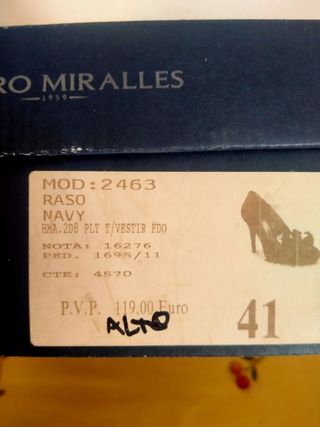 RO MIRALLES
1959
MOD:2463
RASO
NAVY
HMA.2D8 PLT T/VESTIR FDO
NOTA: 16276
PED. 1695/11
CTE: 4570
P.V.P. 119.00 Euro
ALTO
41